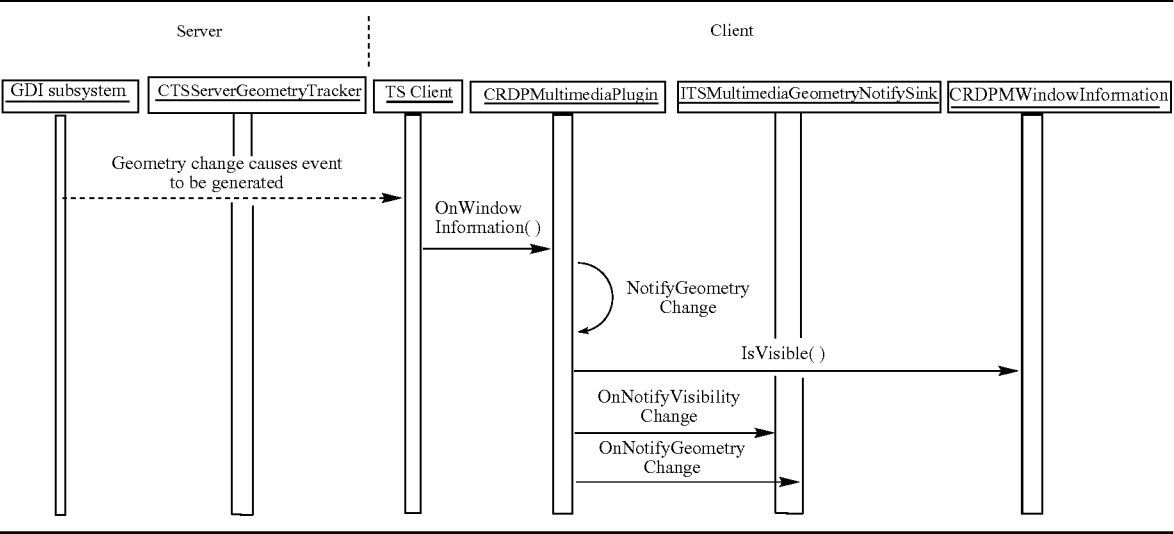 Server
Client
GDI subsystem
CTSServerGeometryTracker
TS Client
CRDPMultimediaPlugin
ITSMultimediaGeometryNotifySink
CRDPMWindowInformation
Geometry change causes event
to be generated
OnWindow
Information( )
NotifyGeometry
Change
IsVisible( )
OnNotifyVisibility
Change
OnNotifyGeometry
Change